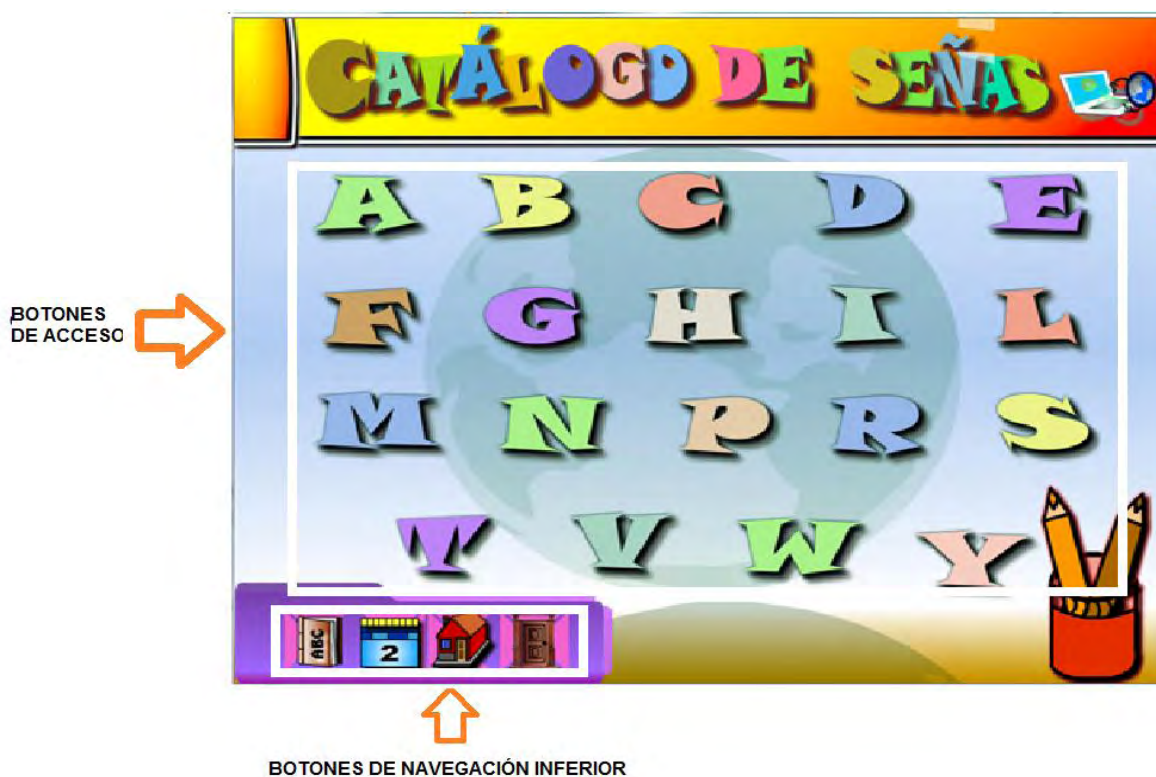 CATÁLOGO DE SEÑAS
A B C D E
F G H I L
BOTONES
DE ACCESO
M N P R S
T V W Y
ABC
2
BOTONES DE NAVEGACIÓN INFERIOR